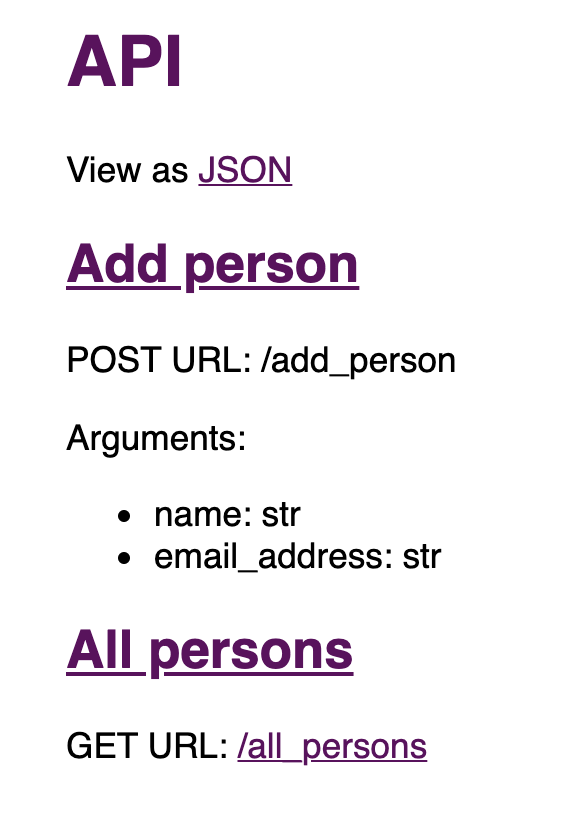 API
View as JSON
Add person
POST URL: /add_person
Arguments:
• name: str
• email_address: str
All persons
GET URL: /all_persons